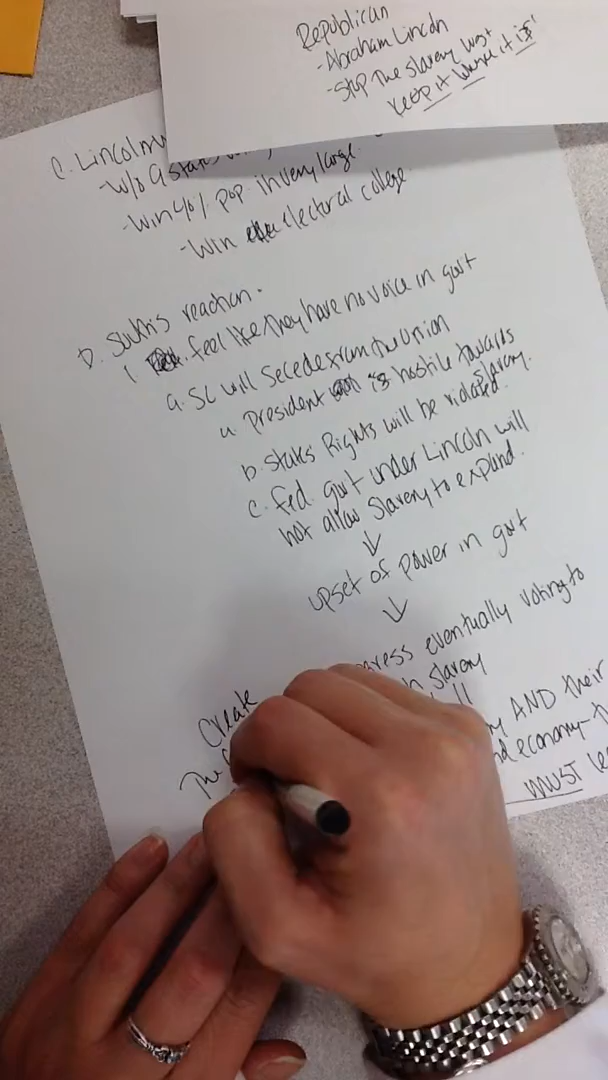 Republican
-Abraham Lincoln
-Stop the slavery west
Keep it where it is!
C. Lincoln
-W/o 9 states
-Win 40% pop. in very large
-Win electoral college
D. South's reaction.
1 feel like they have no voice in govt
a. SC will secede from the Union
a. President is hostile towards
slavery.
b. States Rights will be violated.
c. Fed. govt under Lincoln will
not allow slavery to expand.
↓
upset of power in govt
↓
Create eventually voting to
slavery
The AND their
economy-
MUST